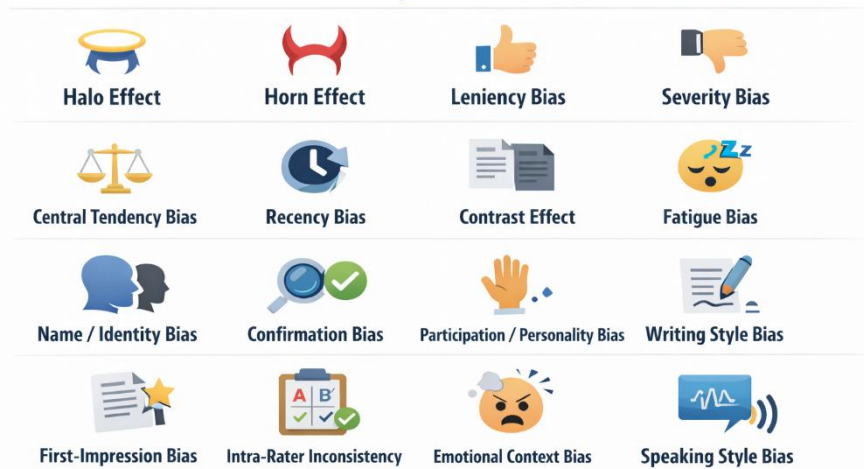 Halo Effect
Horn Effect
Leniency Bias
Severity Bias
zZz
Central Tendency Bias
Recency Bias
Contrast Effect
Fatigue Bias
Name / Identity Bias
Confirmation Bias
Participation / Personality Bias
Writing Style Bias
A B
First-Impression Bias
Intra-Rater Inconsistency
Emotional Context Bias
Speaking Style Bias